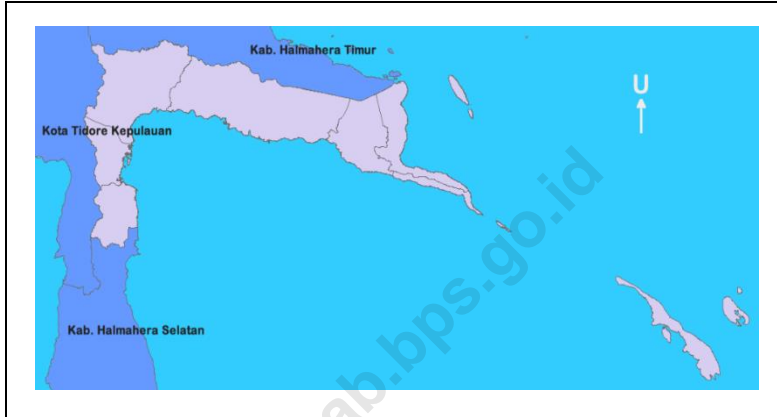 Kab. Halmahera Timur
U
Kota Tidore Kepulauan
Kab. Halmahera Selatan
ab.bps.go.id